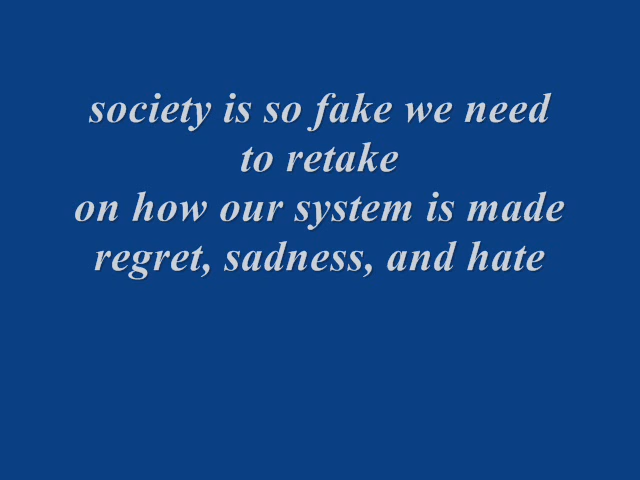 society is so fake we need
to retake
on how our system is made
regret, sadness, and hate